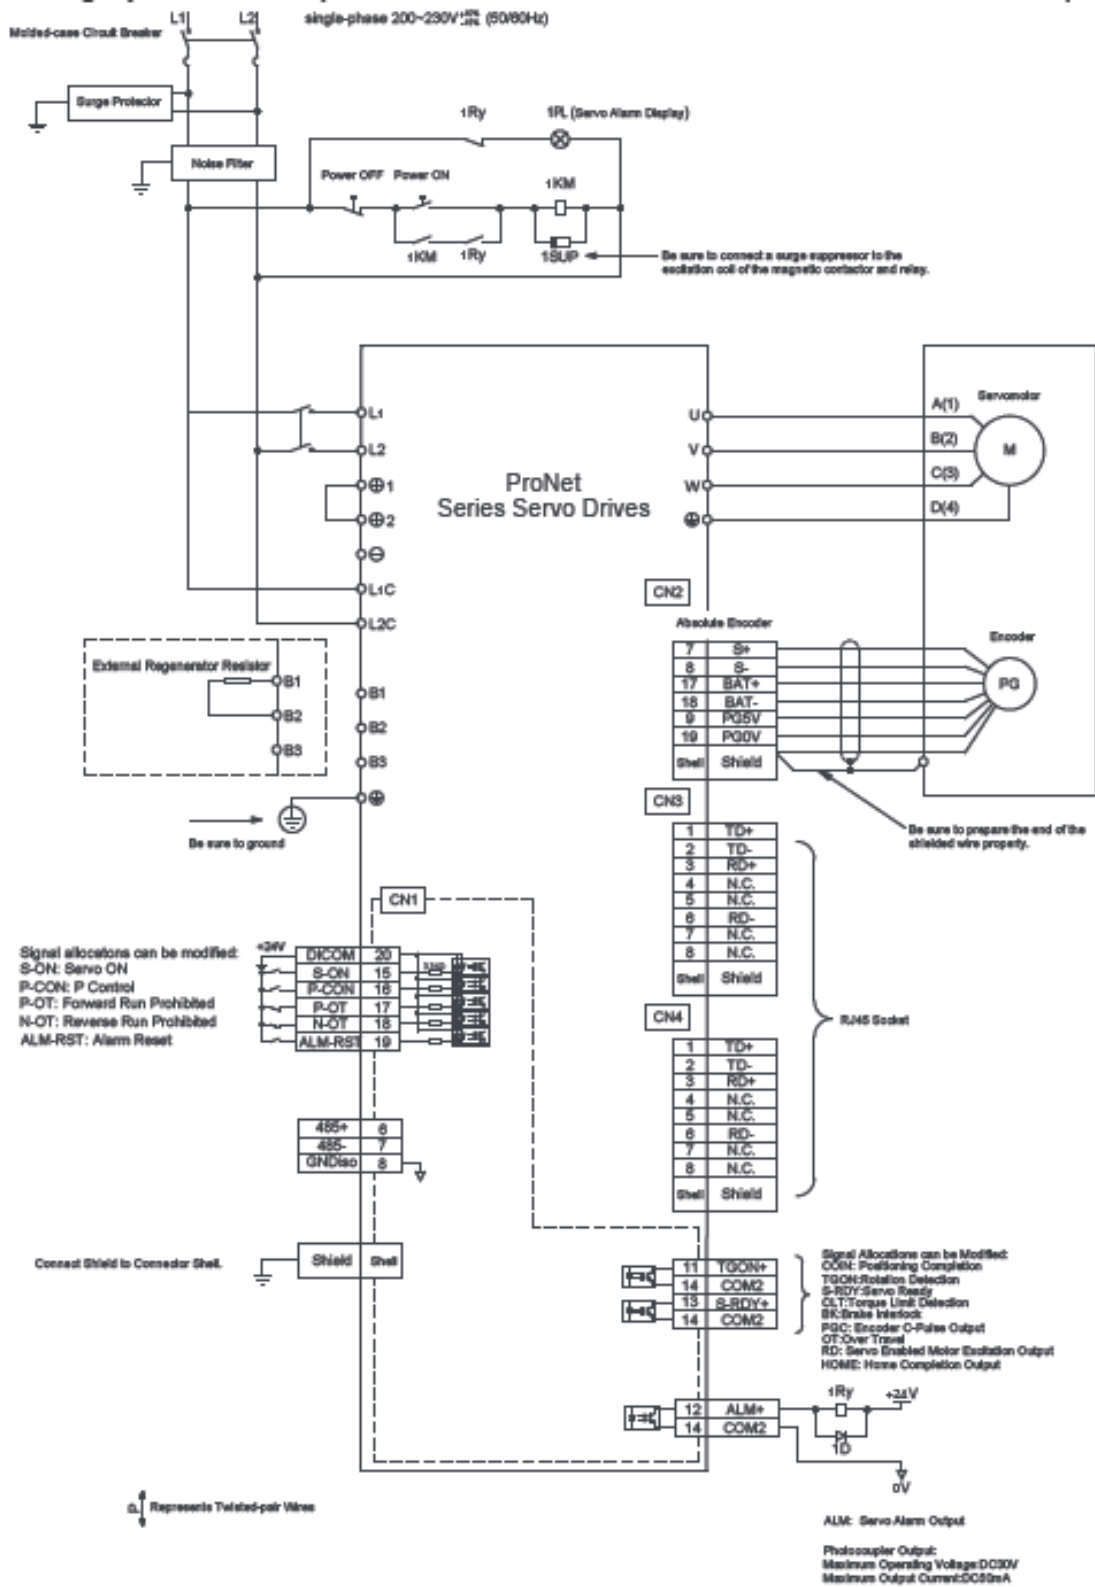 L1 L2 single-phase 200~230V (50/60Hz)
Molded-case Circuit Breaker
Surge Protector
Noise Filter
1Ry 1PL (Servo Alarm Display)
Power OFF Power ON 1KM
1KM 1Ry 1SUP
Be sure to connect a surge suppressor to the
excitation coil of the magnetic contactor and relay.
L1
L2
⊕1
⊕2
⊖
L1C
L2C
B1
B2
B3
ProNet
Series Servo Drives
U
V
W
A(1)
B(2)
C(3)
D(4)
Servomotor
M
External Regenerator Resistor
B1
B2
B3
Be sure to ground
CN2
Absolute Encoder
7 S+
8 S-
17 BAT+
18 BAT-
9 PG5V
19 PG0V
Shell Shield
Encoder
PG
Be sure to prepare the end of the
shielded wire properly.
CN3
1 TD+
2 TD-
3 RD+
4 N.C.
5 N.C.
6 RD-
7 N.C.
8 N.C.
Shell Shield
CN4
1 TD+
2 TD-
3 RD+
4 N.C.
5 N.C.
6 RD-
7 N.C.
8 N.C.
Shell Shield
RJ45 Socket
CN1
Signal allocatons can be modified:
S-ON: Servo ON
P-CON: P Control
P-OT: Forward Run Prohibited
N-OT: Reverse Run Prohibited
ALM-RST: Alarm Reset
+24V
DICOM 20
S-ON 15
P-CON 16
P-OT 17
N-OT 18
ALM-RST 19
485+ 6
485- 7
GNDiso 8
Connect Shield to Connector Shell.
Shield Shell
11 TGON+
14 COM2
13 S-RDY+
14 COM2
Signal Allocations can be Modified:
COIN: Positioning Completion
TGON:Rotation Detection
S-RDY:Servo Ready
CLT:Torque Limit Detection
BK:Brake Interlock
PGC: Encoder C-Pulse Output
OT:Over Travel
RD: Servo Enabled Motor Excitation Output
HOME: Home Completion Output
12 ALM+
14 COM2
1Ry
+24V
1D
0V
ALM: Servo Alarm Output
Photocoupler Output:
Maximum Operating Voltage:DC30V
Maximum Output Current:DC50mA
P Represents Twisted-pair Wires